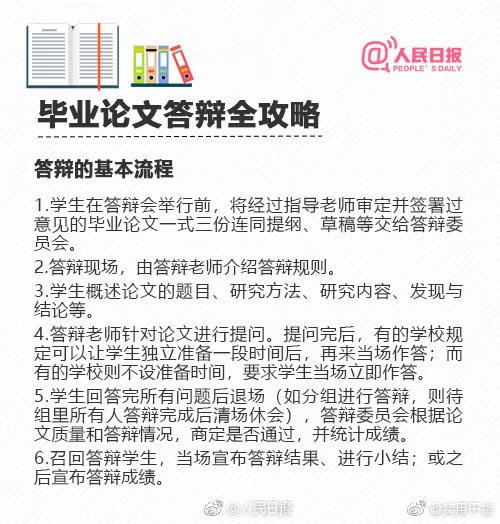 @人民日报
PEOPLE'S DAILY
毕业论文答辩全攻略
答辩的基本流程
1.学生在答辩会举行前，将经过指导老师审定并签署过
意见的毕业论文一式三份连同提纲、草稿等交给答辩委
员会。
2.答辩现场，由答辩老师介绍答辩规则。
3.学生概述论文的题目、研究方法、研究内容、发现与
结论等。
4.答辩老师针对论文进行提问。提问完后，有的学校规
定可以让学生独立准备一段时间后，再来当场作答；而
有的学校则不设准备时间，要求学生当场立即作答。
5.学生回答完所有问题后退场（如分组进行答辩，则待
组里所有人答辩完成后清场休会），答辩委员会根据论
文质量和答辩情况，商定是否通过，并统计成绩。
6.召回答辩学生，当场宣布答辩结果、进行小结；或之
后宣布答辩成绩。
@人民日报
@实用干货